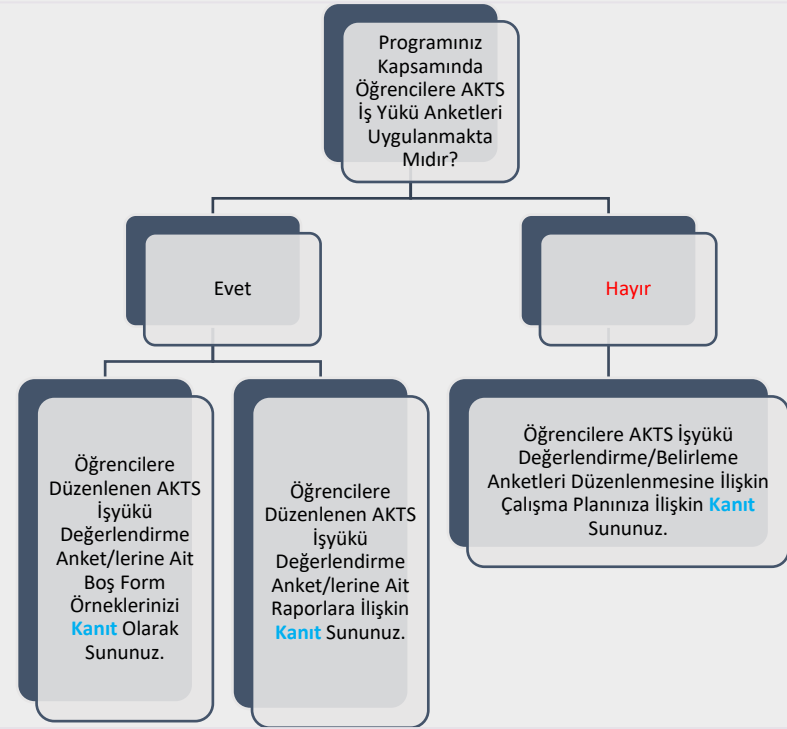 Programınız
Kapsamında
Öğrencilere AKTS
İş Yükü Anketleri
Uygulanmakta
Mıdır?
Evet
Hayır
Öğrencilere
Düzenlenen AKTS
İşyükü
Değerlendirme
Anket/lerine Ait
Boş Form
Örneklerinizi
Kanıt Olarak
Sununuz.
Öğrencilere
Düzenlenen AKTS
İşyükü
Değerlendirme
Anket/lerine Ait
Raporlara İlişkin
Kanıt Sununuz.
Öğrencilere AKTS İşyükü
Değerlendirme/Belirleme
Anketleri Düzenlenmesine İlişkin
Çalışma Planınıza İlişkin Kanıt
Sununuz.